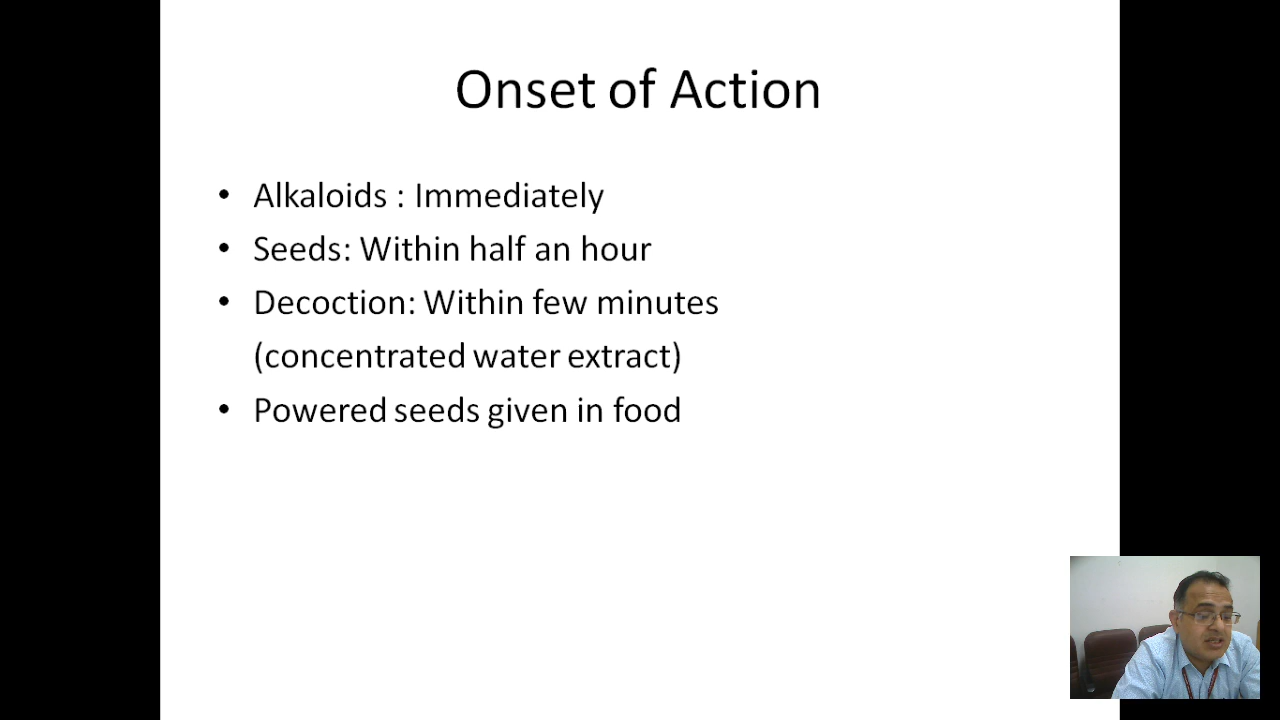 Onset of Action
• Alkaloids : Immediately
• Seeds: Within half an hour
• Decoction: Within few minutes
(concentrated water extract)
• Powered seeds given in food